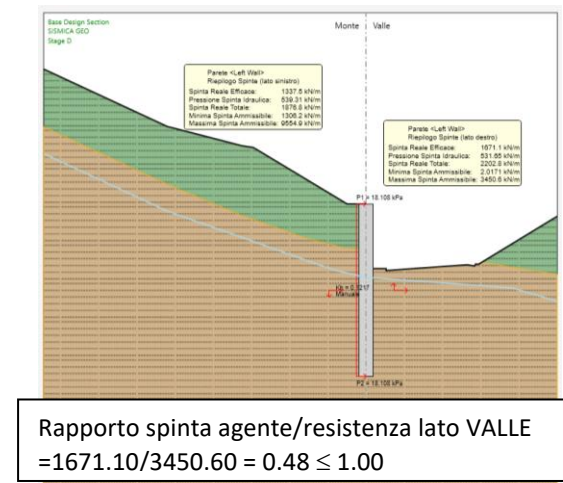 Base Design Section
SISMICA GEO
Stage D
Monte
Valle
Parete <Left Wall>
Riepilogo Spinte (lato sinistro)
Spinta Reale Efficace: 1337.5 kN/m
Pressione Spinta Idraulica: 539.31 kN/m
Spinta Reale Totale: 1876.8 kN/m
Minima Spinta Ammissibile: 1306.2 kN/m
Massima Spinta Ammissibile: 9554.9 kN/m
Parete <Left Wall>
Riepilogo Spinte (lato destro)
Spinta Reale Efficace: 1671.1 kN/m
Pressione Spinta Idraulica: 531.65 kN/m
Spinta Reale Totale: 2202.8 kN/m
Minima Spinta Ammissibile: 2.0171 kN/m
Massima Spinta Ammissibile: 3450.6 kN/m
P1 = 18.108 kPa
Manuale
P2 = 18.108 kPa
Rapporto spinta agente/resistenza lato VALLE
=1671.10/3450.60 = 0.48 ≤ 1.00